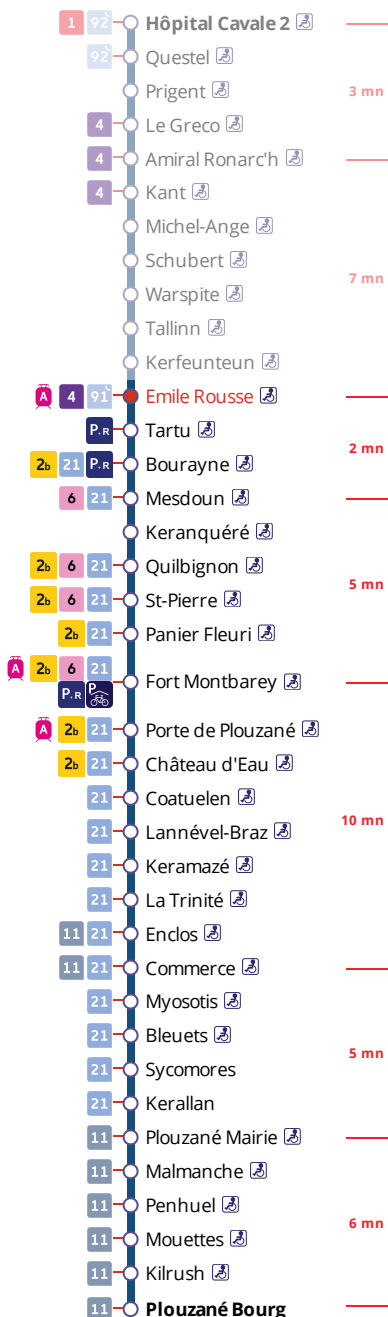 1 92 Hôpital Cavale 2
92 Questel
Prigent 3 mn
4 Le Greco
4 Amiral Ronarc'h
4 Kant
Michel-Ange
Schubert
7 mn
Warspite
Tallinn
Kerfeunteun
A 4 91 Emile Rousse
P.R Tartu
2 mn
2b 21 P.R Bourayne
6 21 Mesdoun
Keranquéré
2b 6 21 Quilbignon
5 mn
2b 6 21 St-Pierre
2b 21 Panier Fleuri
A 2b 6 21
P.R P Fort Montbarey
A 2b 21 Porte de Plouzané
2b 21 Château d'Eau
21 Coatuelen
10 mn
21 Lannével-Braz
21 Keramazé
21 La Trinité
11 21 Enclos
11 21 Commerce
21 Myosotis
21 Bleuets
5 mn
21 Sycomores
21 Kerallan
11 Plouzané Mairie
11 Malmanche
11 Penhuel
6 mn
11 Mouettes
11 Kilrush
11 Plouzané Bourg